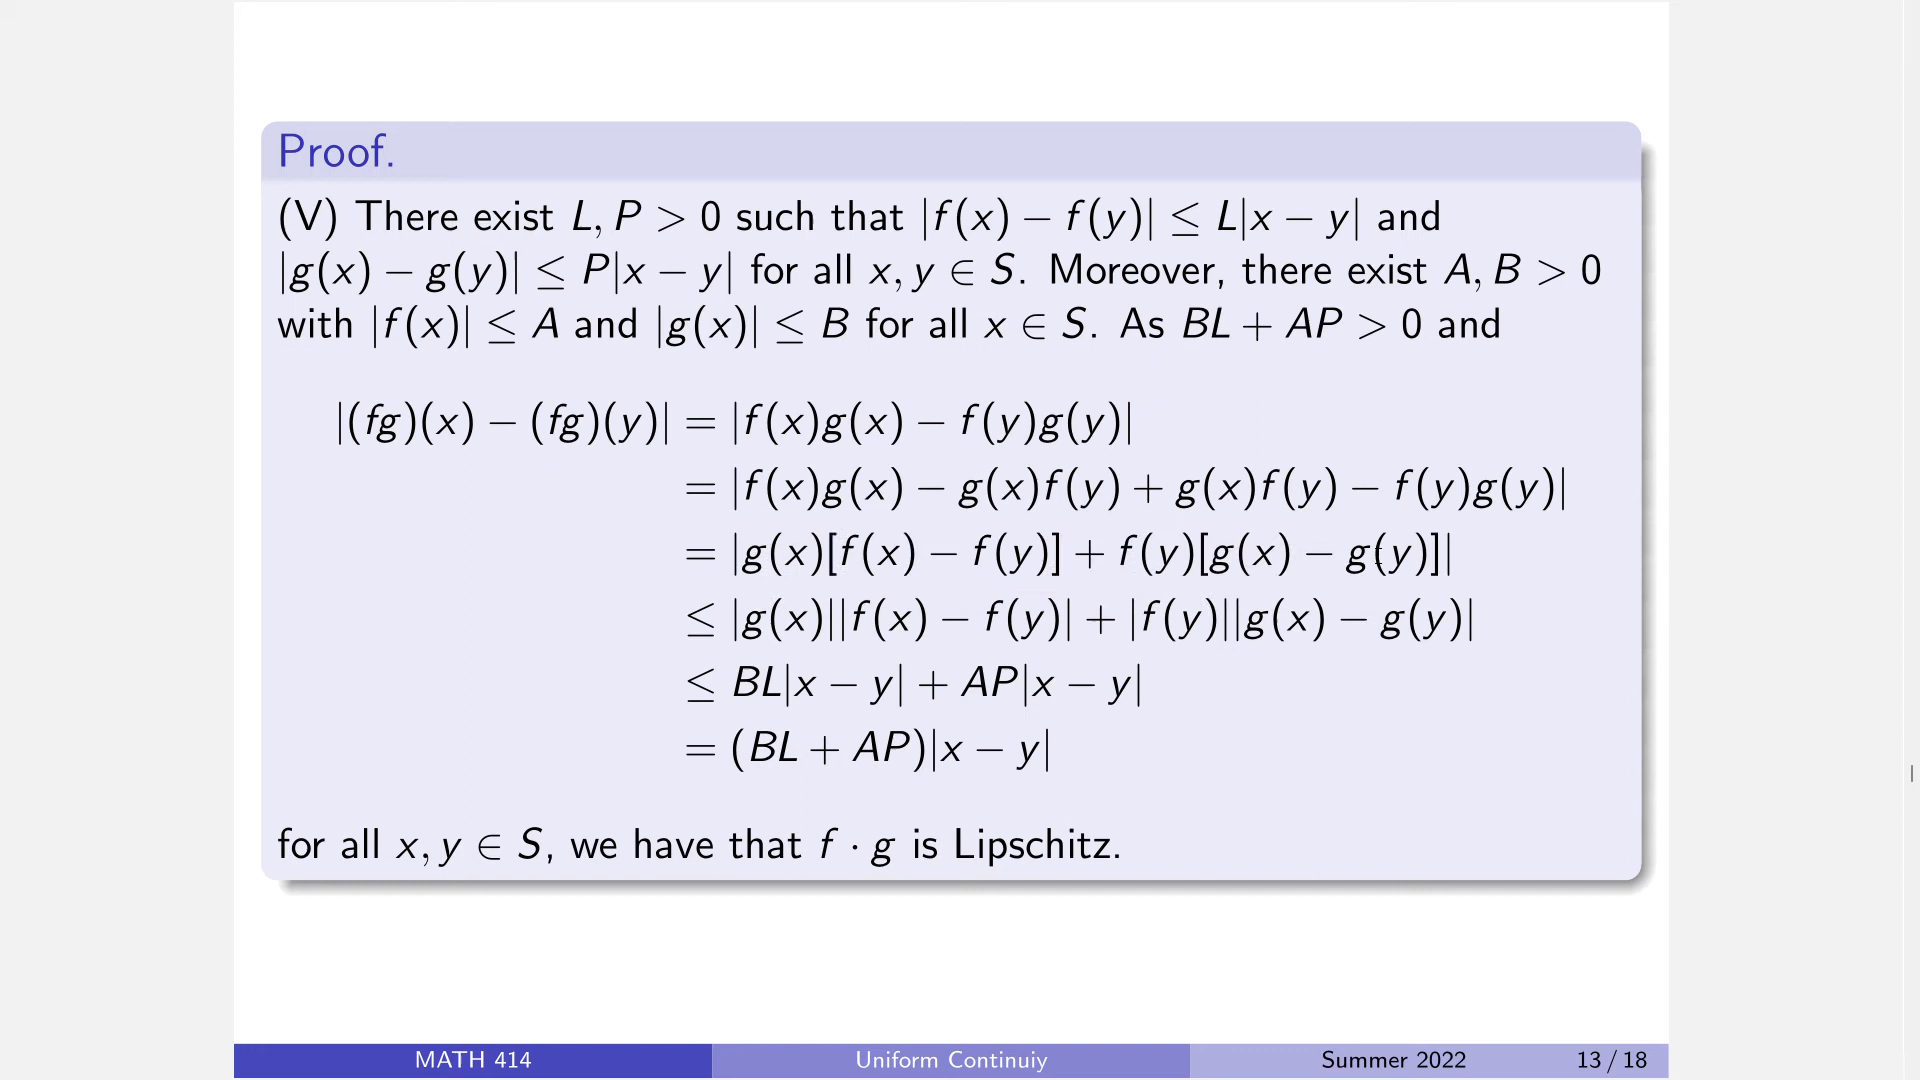 Proof.
(V) There exist L, P > 0 such that |f(x) − f(y)| ≤ L|x − y| and
|g(x) − g(y)| ≤ P|x − y| for all x, y ∈ S. Moreover, there exist A, B > 0
with |f(x)| ≤ A and |g(x)| ≤ B for all x ∈ S. As BL + AP > 0 and
|(fg)(x) − (fg)(y)| = |f(x)g(x) − f(y)g(y)|
= |f(x)g(x) − g(x)f(y) + g(x)f(y) − f(y)g(y)|
= |g(x)[f(x) − f(y)] + f(y)[g(x) − g(y)]|
≤ |g(x)||f(x) − f(y)| + |f(y)||g(x) − g(y)|
≤ BL|x − y| + AP|x − y|
= (BL + AP)|x − y|
for all x, y ∈ S, we have that f · g is Lipschitz.
MATH 414 Uniform Continuiy Summer 2022 13 / 18